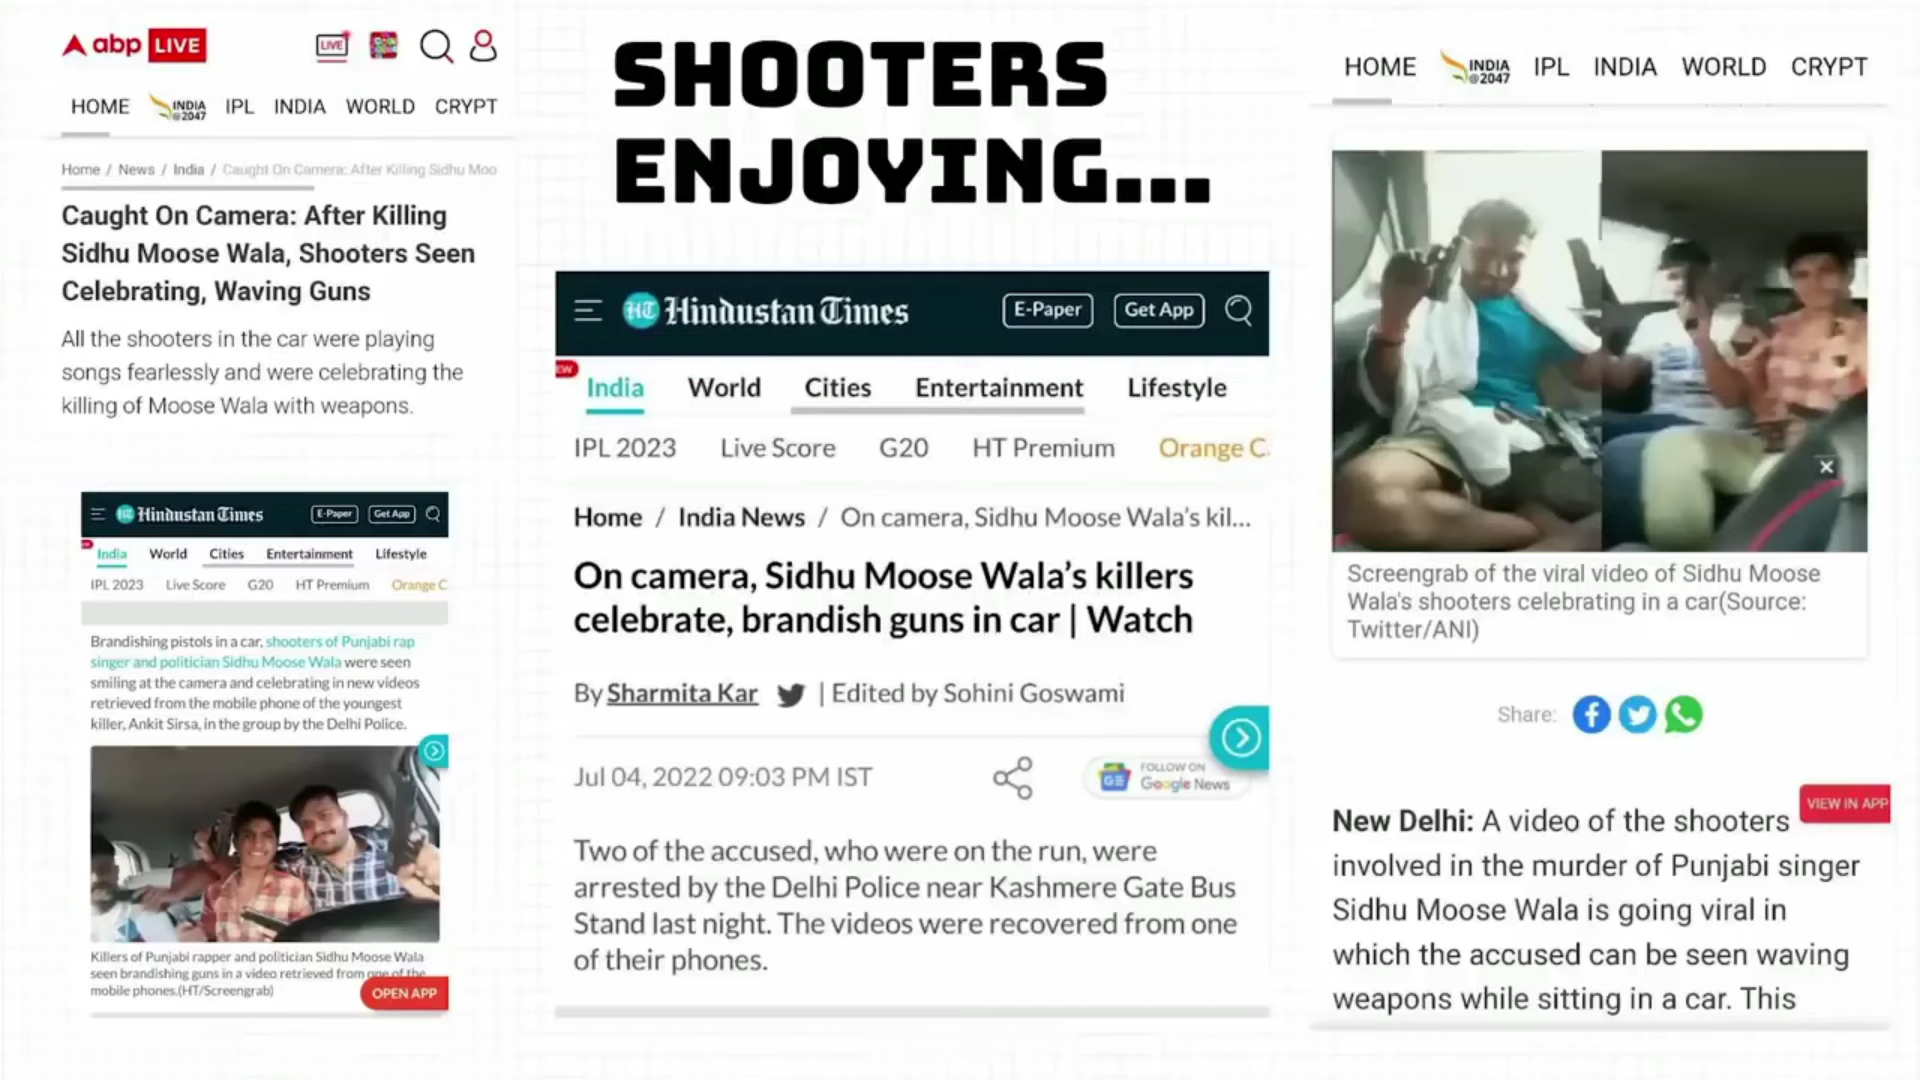 abp LIVE
LIVE
HOME INDIA @2047 IPL INDIA WORLD CRYPT
Home / News / India / Caught On Camera: After Killing Sidhu Moo
Caught On Camera: After Killing
Sidhu Moose Wala, Shooters Seen
Celebrating, Waving Guns
All the shooters in the car were playing
songs fearlessly and were celebrating the
killing of Moose Wala with weapons.
HT Hindustan Times E-Paper Get App
India World Cities Entertainment Lifestyle
IPL 2023 Live Score G20 HT Premium Orange C
Brandishing pistols in a car, shooters of Punjabi rap
singer and politician Sidhu Moose Wala were seen
smiling at the camera and celebrating in new videos
retrieved from the mobile phone of the youngest
killer, Ankit Sirsa, in the group by the Delhi Police.
Killers of Punjabi rapper and politician Sidhu Moose Wala
seen brandishing guns in a video retrieved from one of the
mobile phones.(HT/Screengrab)
OPEN APP
SHOOTERS
ENJOYING...
HT Hindustan Times E-Paper Get App
EW
India World Cities Entertainment Lifestyle
IPL 2023 Live Score G20 HT Premium Orange C
Home / India News / On camera, Sidhu Moose Wala's kil...
On camera, Sidhu Moose Wala's killers
celebrate, brandish guns in car | Watch
By Sharmita Kar | Edited by Sohini Goswami
Jul 04, 2022 09:03 PM IST
FOLLOW ON
Google News
Two of the accused, who were on the run, were
arrested by the Delhi Police near Kashmere Gate Bus
Stand last night. The videos were recovered from one
of their phones.
HOME INDIA @2047 IPL INDIA WORLD CRYPT
Screengrab of the viral video of Sidhu Moose
Wala's shooters celebrating in a car(Source:
Twitter/ANI)
Share:
VIEW IN APP
New Delhi: A video of the shooters
involved in the murder of Punjabi singer
Sidhu Moose Wala is going viral in
which the accused can be seen waving
weapons while sitting in a car. This